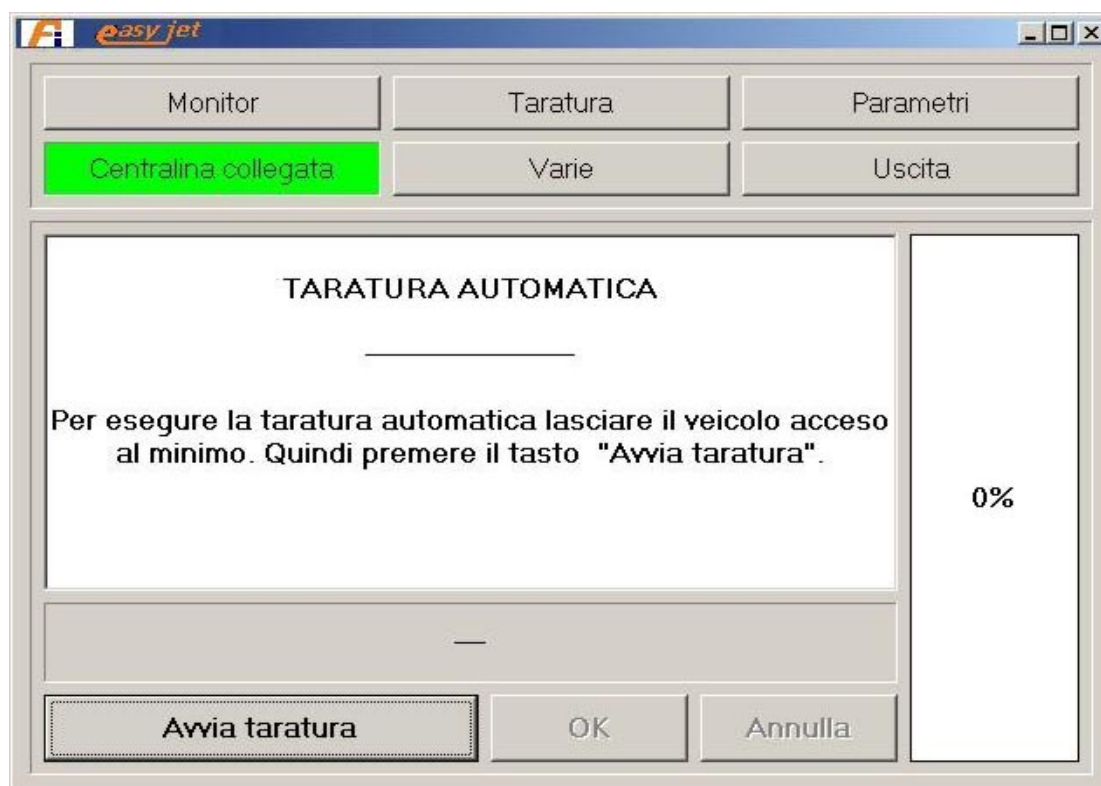 easy jet
Monitor
Taratura
Parametri
Centralina collegata
Varie
Uscita
TARATURA AUTOMATICA
Per esegure la taratura automatica lasciare il veicolo acceso
al minimo. Quindi premere il tasto "Avvia taratura".
0%
Avvia taratura
OK
Annulla